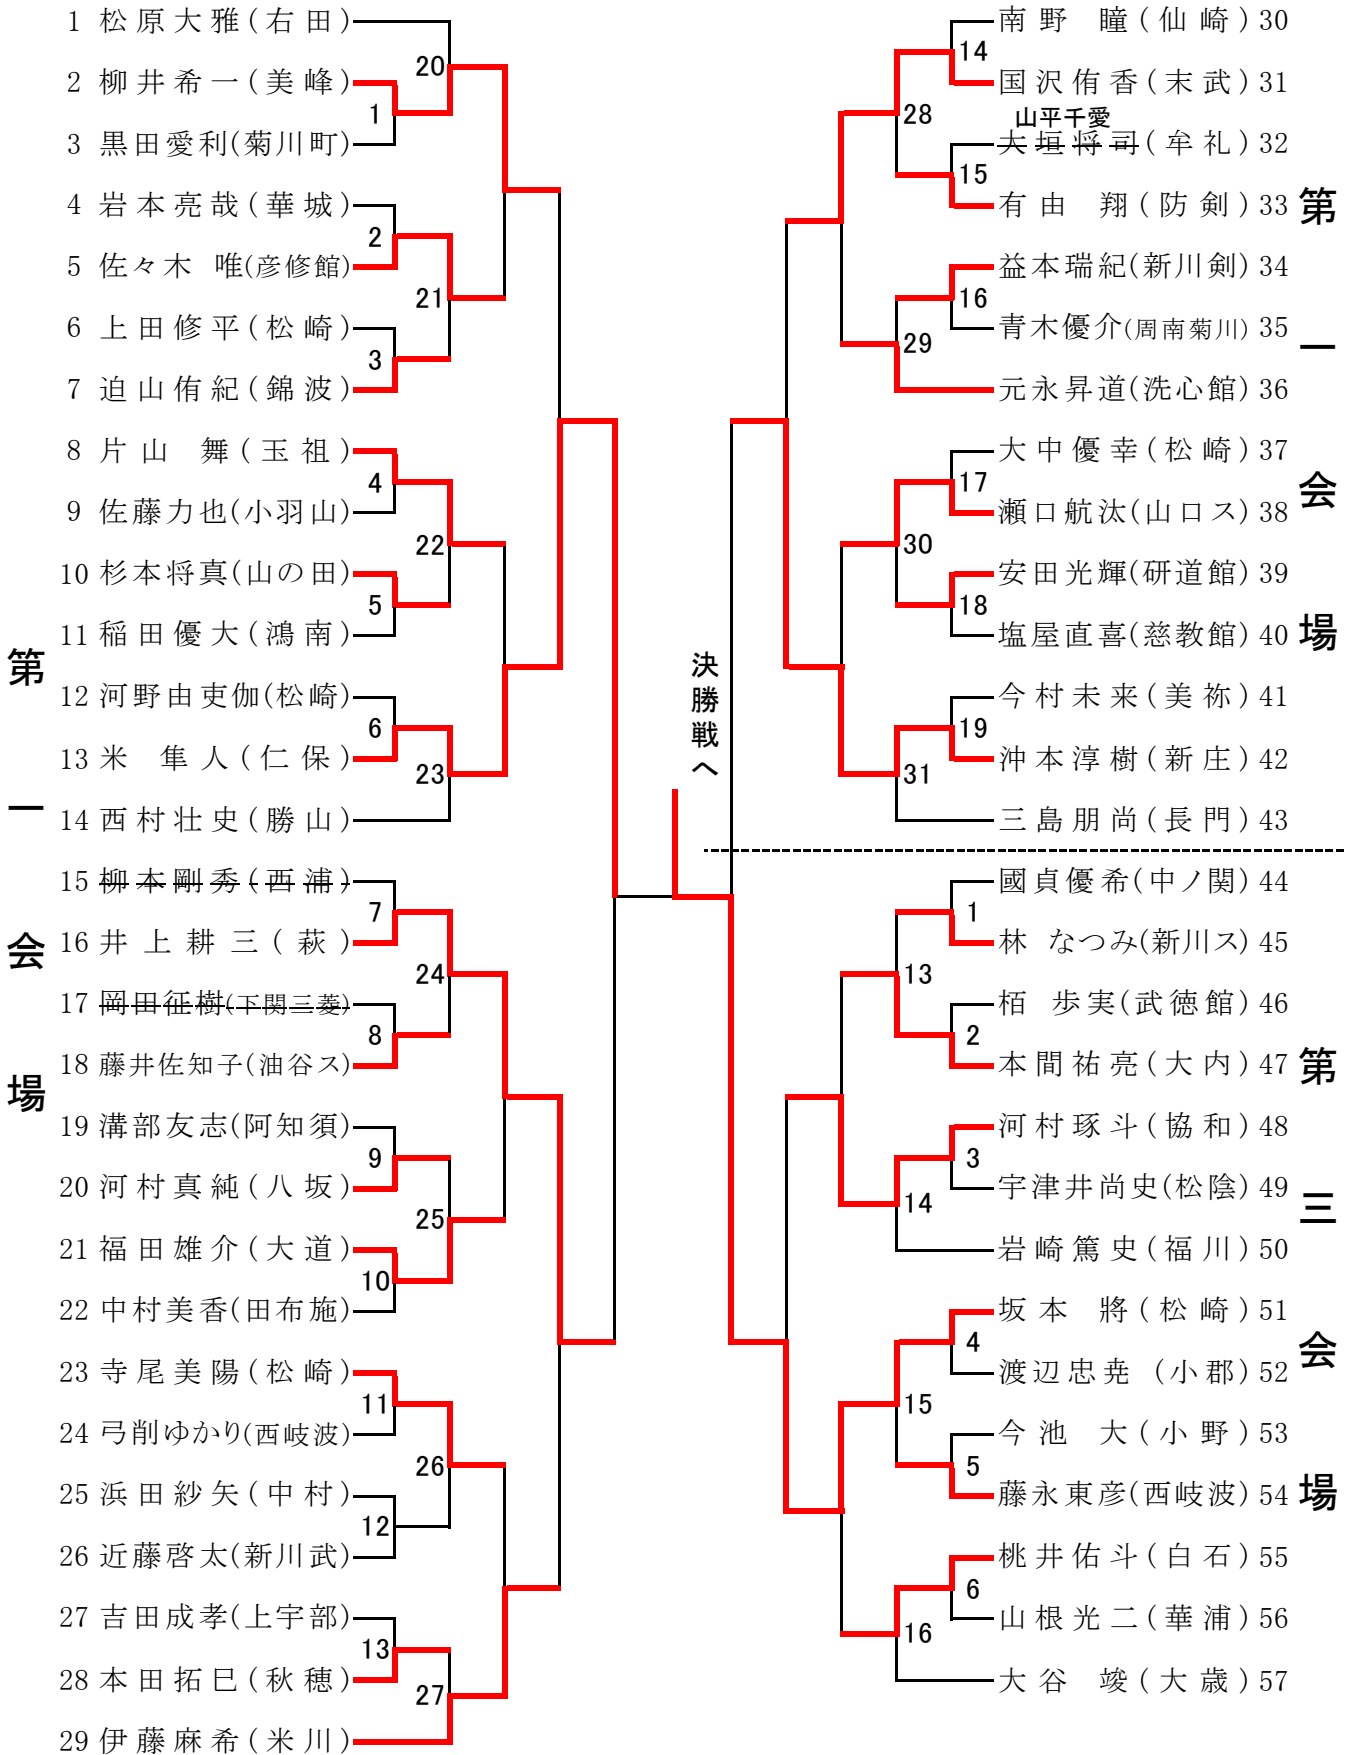 1 松原大雅(右田)
2 柳井希一(美峰)
3 黒田愛利(菊川町)
4 岩本亮哉(華城)
5 佐々木 唯(彦修館)
6 上田修平(松崎)
7 迫山侑紀(錦波)
8 片山 舞(玉祖)
9 佐藤力也(小羽山)
10 杉本将真(山の田)
11 稲田優大(鴻南)
12 河野由吏伽(松崎)
13 米 隼人(仁保)
14 西村壮史(勝山)
15 柳本剛秀(西浦)
16 井上耕三(萩)
17 岡田征樹(下関三菱)
18 藤井佐知子(油谷ス)
19 溝部友志(阿知須)
20 河村真純(八坂)
21 福田雄介(大道)
22 中村美香(田布施)
23 寺尾美陽(松崎)
24 弓削ゆかり(西岐波)
25 浜田紗矢(中村)
26 近藤啓太(新川武)
27 吉田成孝(上宇部)
28 本田拓巳(秋穂)
29 伊藤麻希(米川)
第一会場
1
2
3
4
5
6
7
8
9
10
11
12
13
20
21
22
23
24
25
26
27
決勝戦へ
28
29
30
31
13
14
15
16
14
15
16
17
18
19
1
2
3
4
5
6
南野 瞳(仙崎) 30
国沢侑香(末武) 31
山平千愛
大垣将司(牟礼) 32
有由 翔(防剣) 33
益本瑞紀(新川剣) 34
青木優介(周南菊川) 35
元永昇道(洗心館) 36
大中優幸(松崎) 37
瀬口航汰(山口ス) 38
安田光輝(研道館) 39
塩屋直喜(慈教館) 40
今村未来(美祢) 41
沖本淳樹(新庄) 42
三島朋尚(長門) 43
國貞優希(中ノ関) 44
林 なつみ(新川ス) 45
栢 歩実(武徳館) 46
本間祐亮(大内) 47
河村琢斗(協和) 48
宇津井尚史(松陰) 49
岩崎篤史(福川) 50
坂本 將(松崎) 51
渡辺忠尭 (小郡) 52
今池 大(小野) 53
藤永東彦(西岐波) 54
桃井佑斗(白石) 55
山根光二(華浦) 56
大谷 竣(大歳) 57
第一会場
第三会場